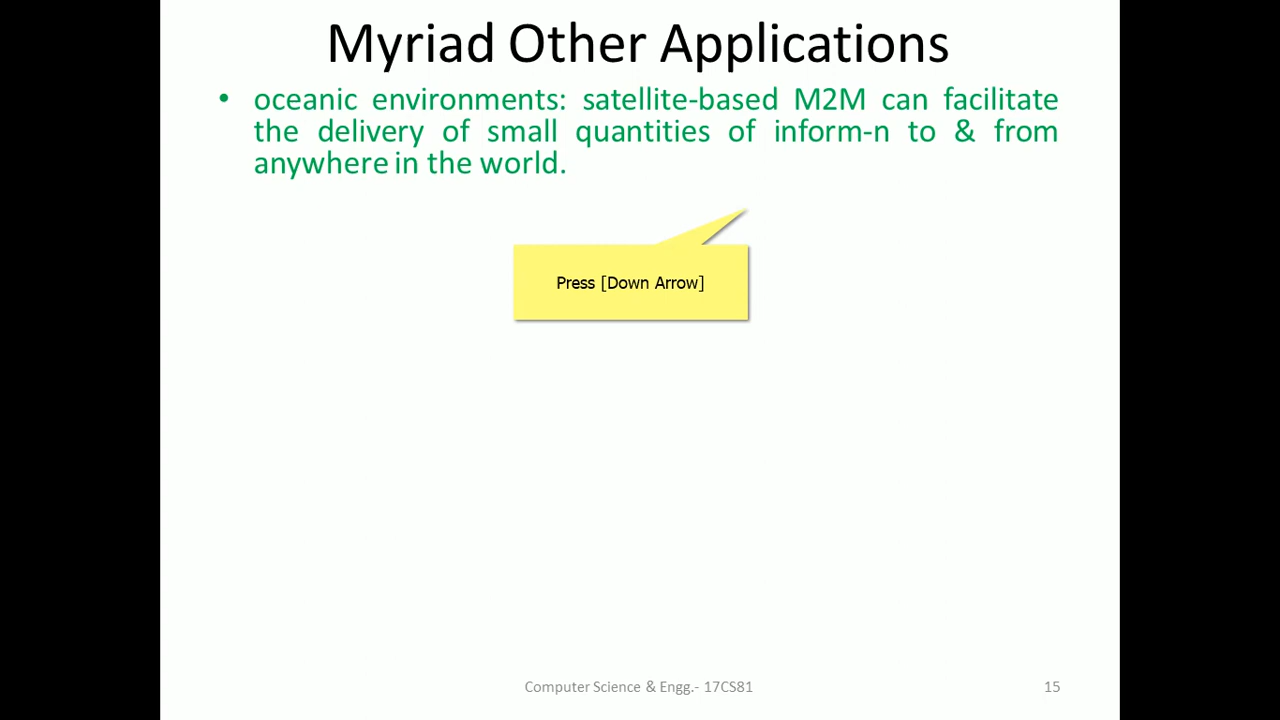 Myriad Other Applications
• oceanic environments: satellite-based M2M can facilitate
the delivery of small quantities of inform-n to & from
anywhere in the world.
Press [Down Arrow]
Computer Science & Engg.- 17CS81
15